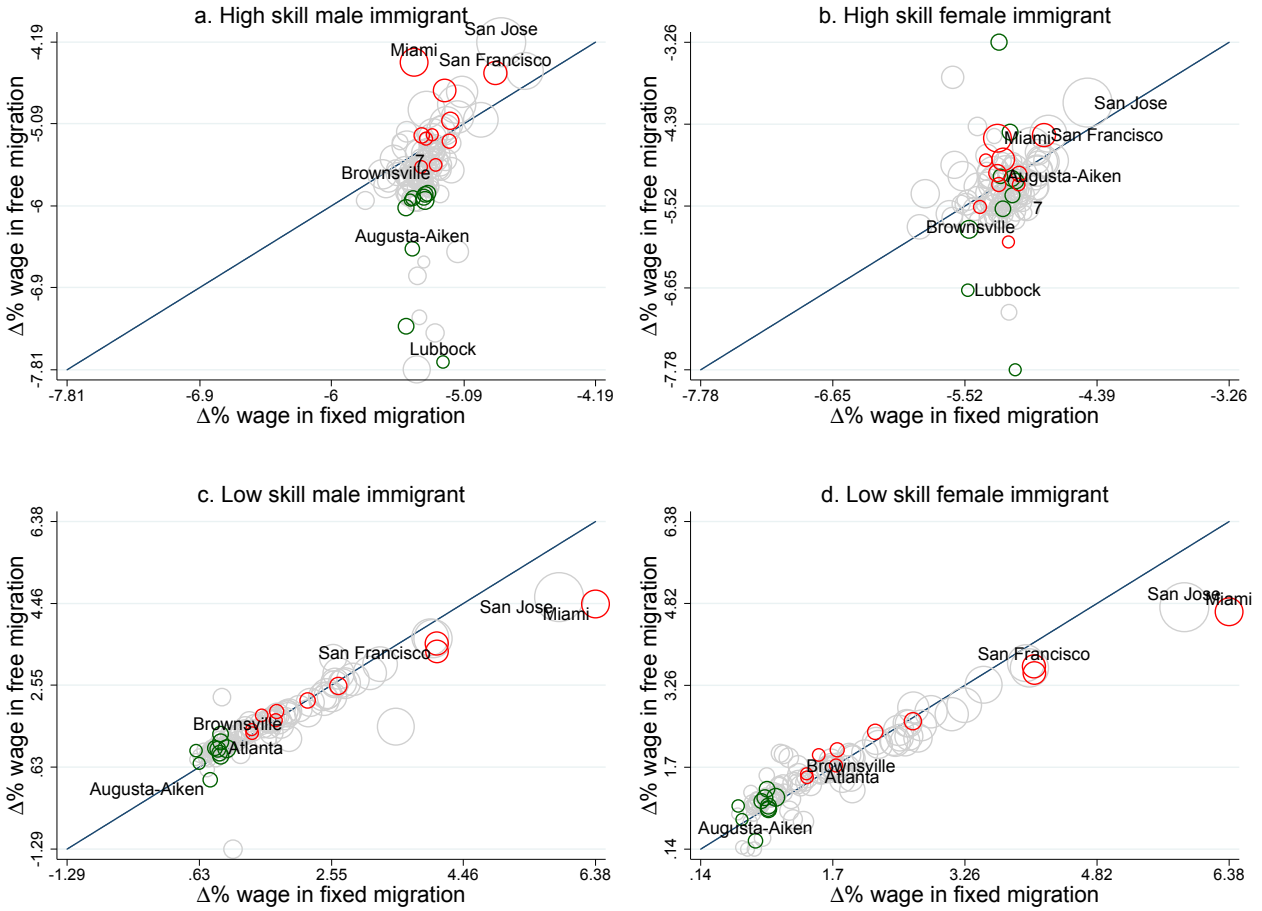 a. High skill male immigrant
Δ% wage in free migration
-4.19
-5.09
-6
-6.9
-7.81
San Jose
Miami
San Francisco
7
Brownsville
Augusta-Aiken
Lubbock
-7.81 -6.9 -6 -5.09 -4.19
Δ% wage in fixed migration
b. High skill female immigrant
Δ% wage in free migration
-3.26
-4.39
-5.52
-6.65
-7.78
San Jose
Miami San Francisco
Augusta-Aiken
7
Brownsville
Lubbock
-7.78 -6.65 -5.52 -4.39 -3.26
Δ% wage in fixed migration
c. Low skill male immigrant
Δ% wage in free migration
6.38
4.46
2.55
.63
-1.29
San Jose
Miami
San Francisco
Brownsville
Atlanta
Augusta-Aiken
-1.29 .63 2.55 4.46 6.38
Δ% wage in fixed migration
d. Low skill female immigrant
Δ% wage in free migration
6.38
4.82
3.26
1.7
.14
San Jose
Miami
San Francisco
Brownsville
Atlanta
Augusta-Aiken
.14 1.7 3.26 4.82 6.38
Δ% wage in fixed migration